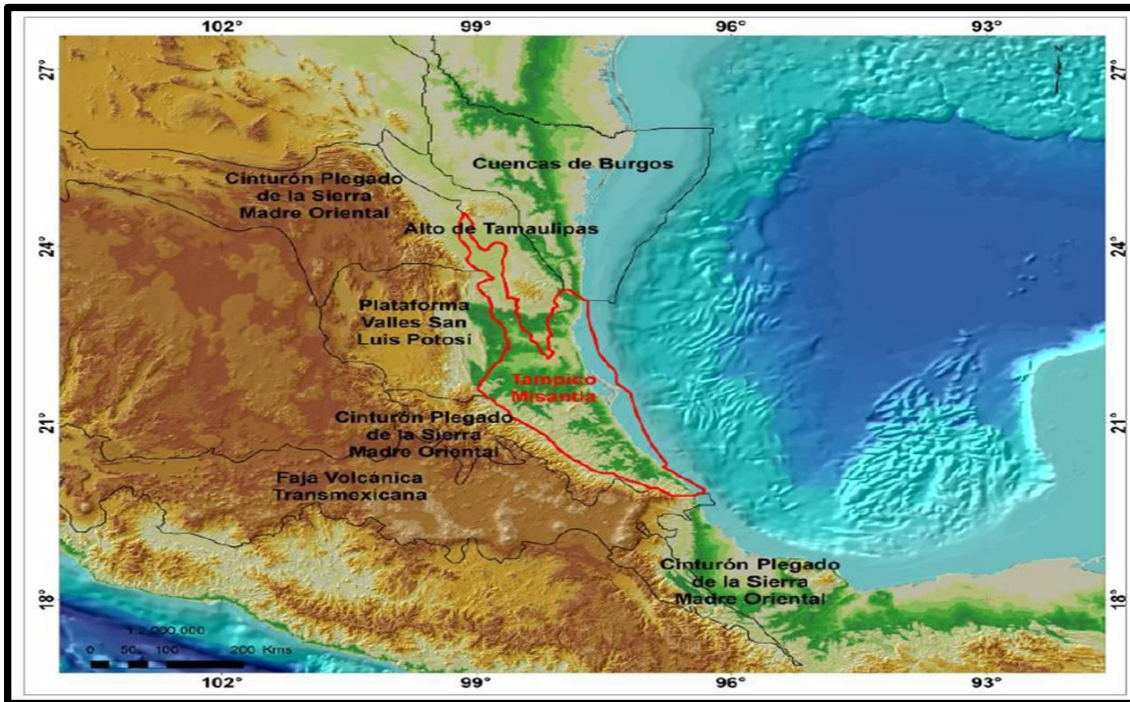 102° 99° 96° 93°
27° 27°
Cuencas de Burgos
Cinturón Plegado
de la Sierra
Madre Oriental
Alto de Tamaulipas
24° 24°
Plataforma
Valles San
Luis Potosí
Tampico
Misantla
21° 21°
Cinturón Plegado
de la Sierra
Madre Oriental
Faja Volcánica
Transmexicana
Cinturón Plegado
de la Sierra
Madre Oriental
18° 18°
1:2,000,000
0 50 100 200 Kms
102° 99° 96° 93°